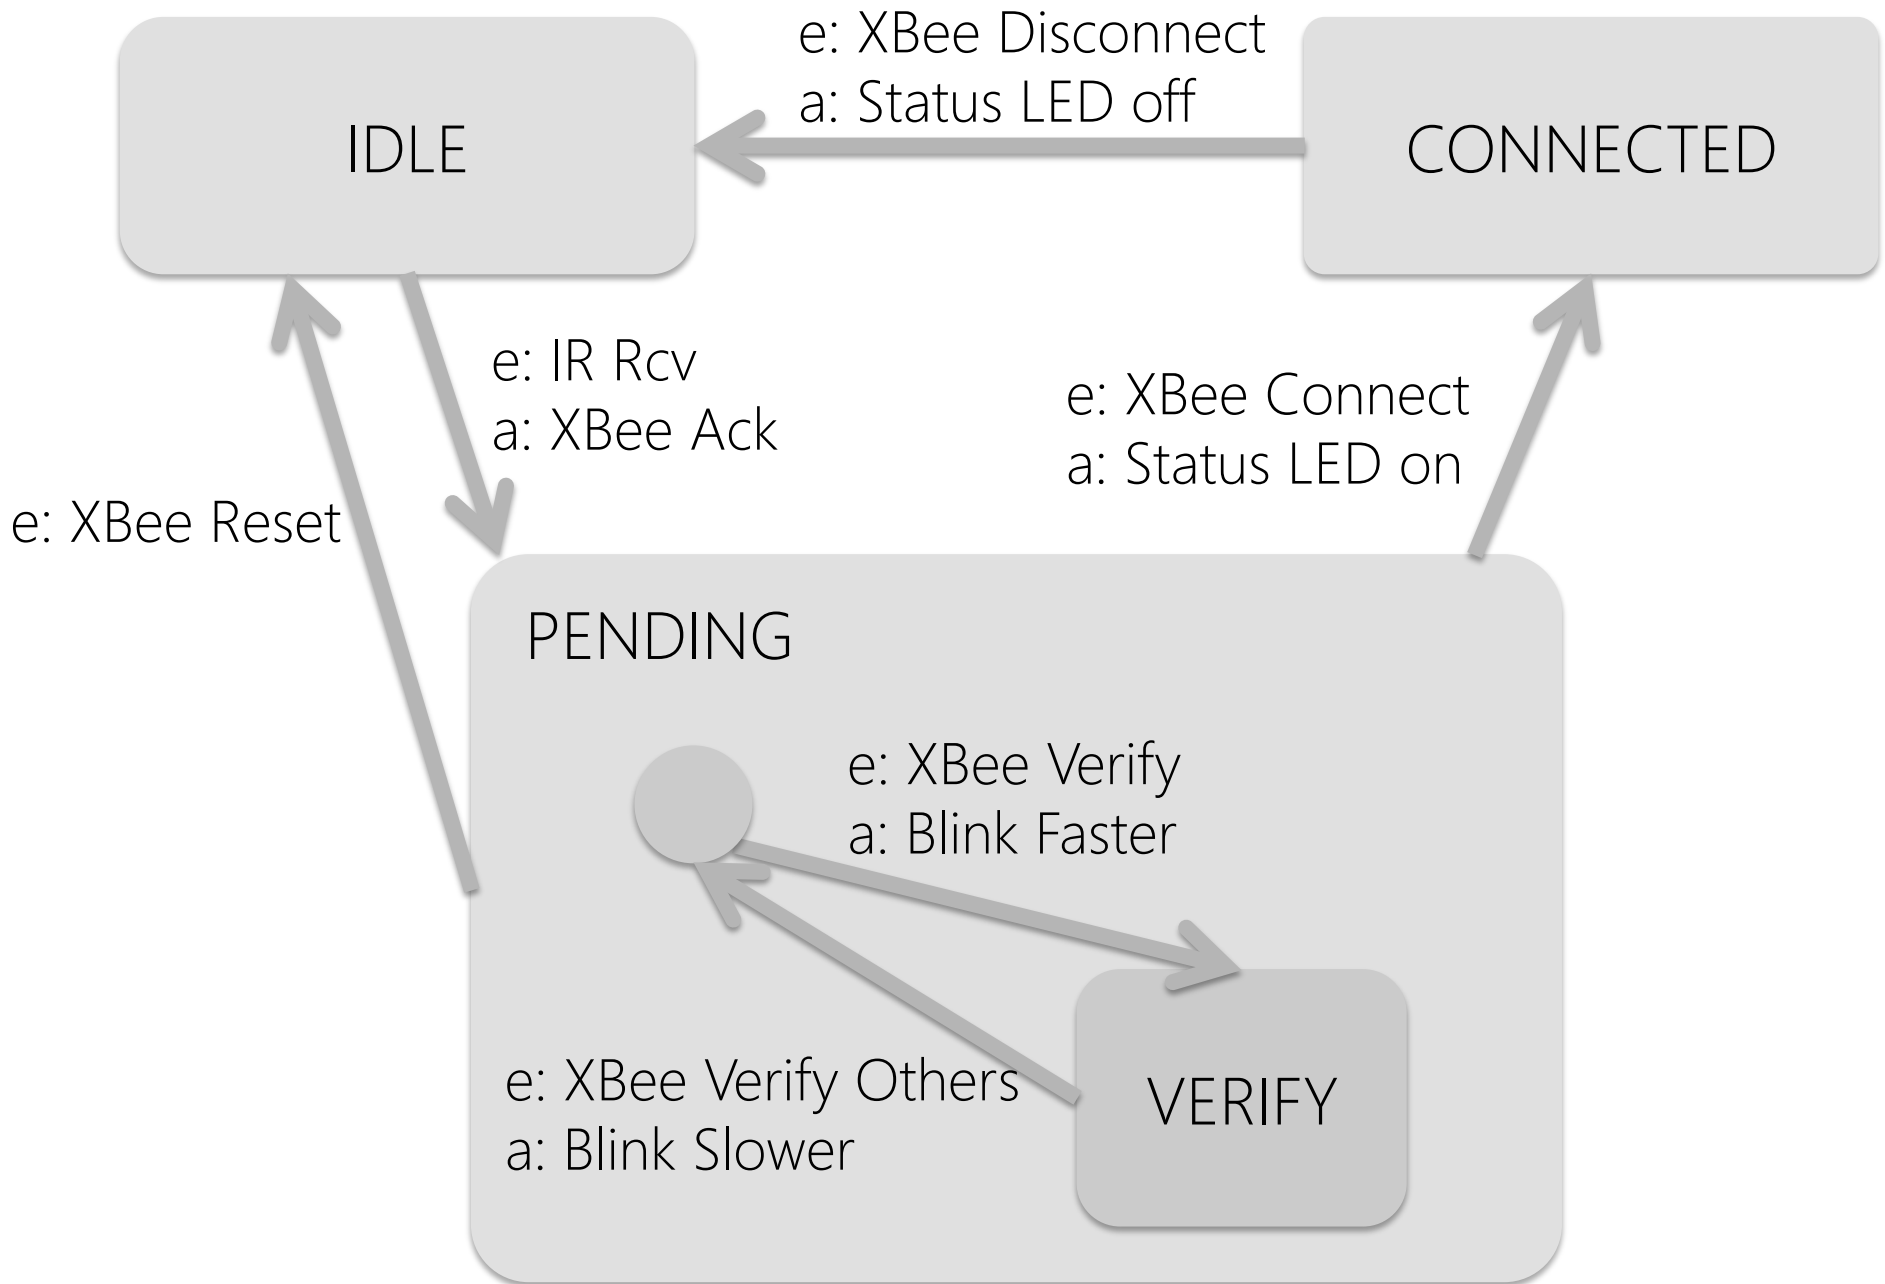 IDLE
e: XBee Disconnect
a: Status LED off
CONNECTED
e: IR Rcv
a: XBee Ack
e: XBee Connect
a: Status LED on
e: XBee Reset
PENDING
e: XBee Verify
a: Blink Faster
e: XBee Verify Others
a: Blink Slower
VERIFY